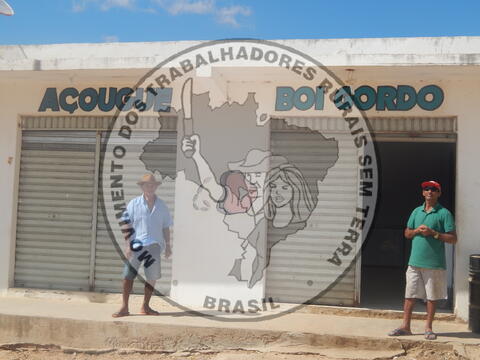 AÇOUGUE BOI GORDO
MOVIMENTO DOS TRABALHADORES RURAIS SEM TERRA
BRASIL